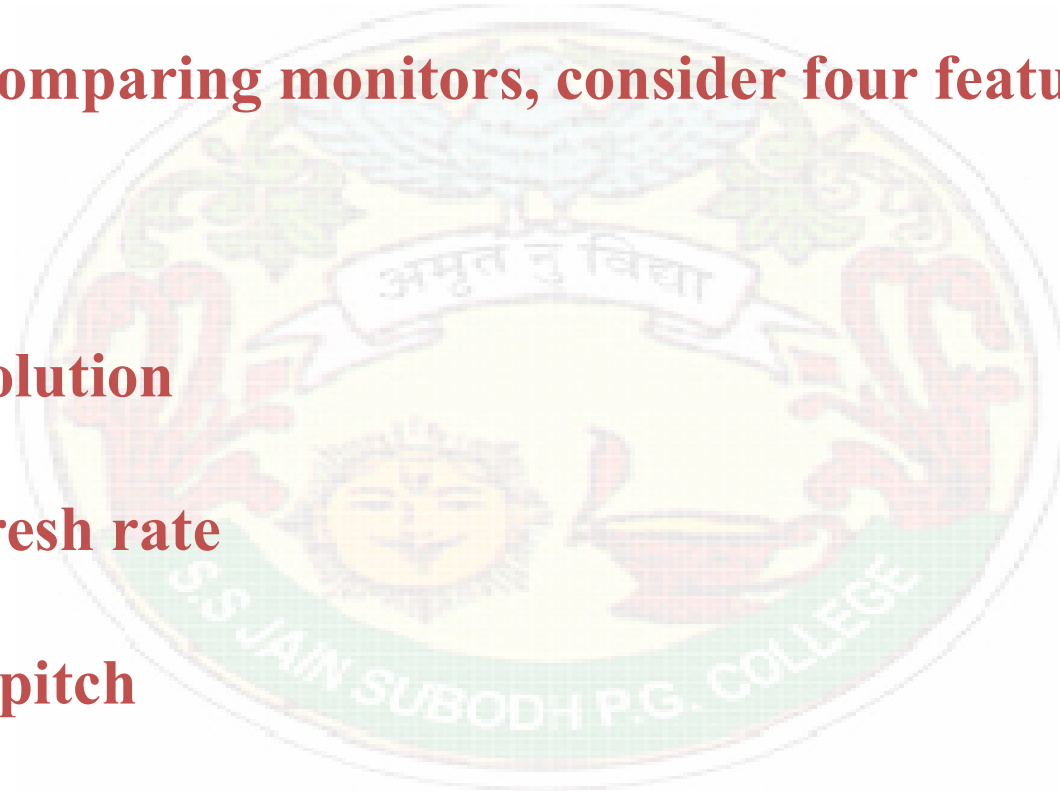 omparing monitors, consider four featu
अमृत नु विद्या
olution
resh rate
pitch
S.S JAIN SUBODH P.G. COLLEGE